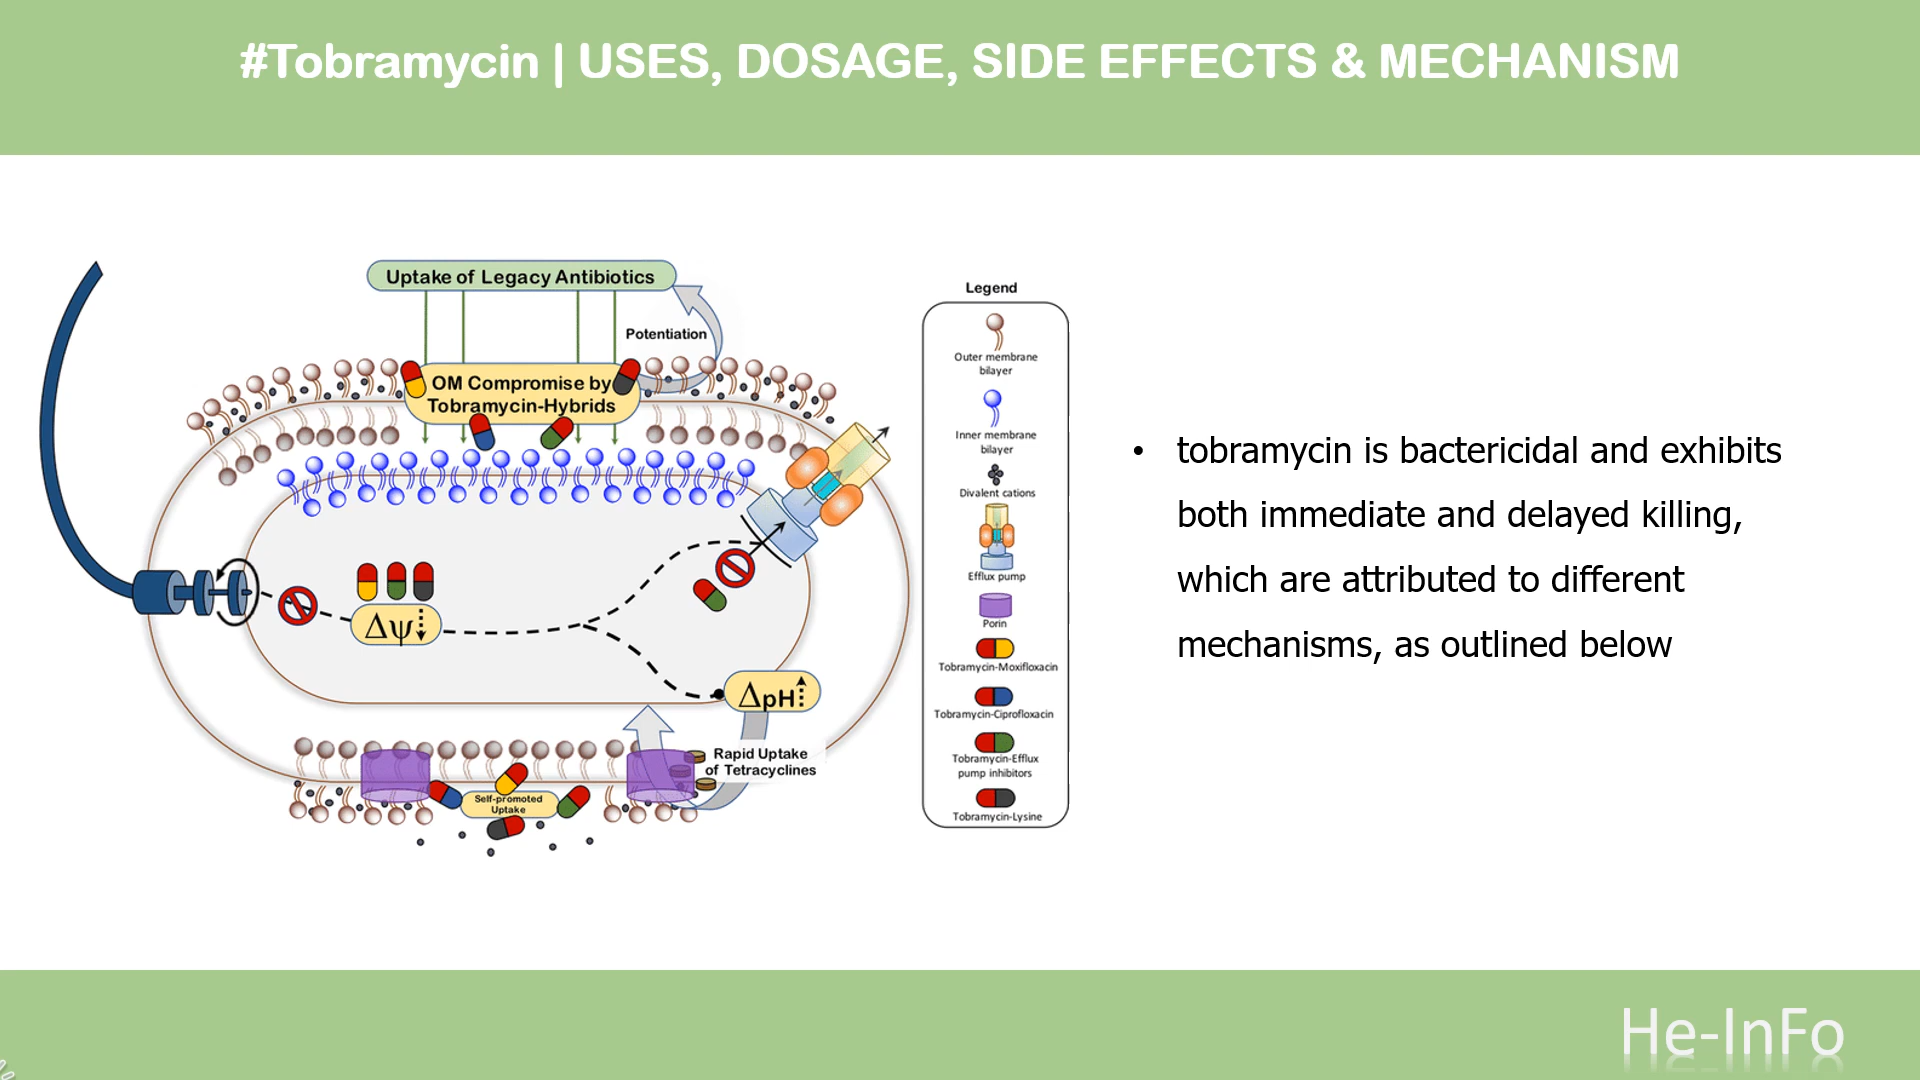 #Tobramycin | USES, DOSAGE, SIDE EFFECTS & MECHANISM
Uptake of Legacy Antibiotics
Potentiation
OM Compromise by
Tobramycin-Hybrids
Δψ
ΔpH
Rapid Uptake
of Tetracyclines
Self-promoted
Uptake
Legend
Outer membrane
bilayer
Inner membrane
bilayer
Divalent cations
Efflux pump
Porin
Tobramycin-Moxifloxacin
Tobramycin-Ciprofloxacin
Tobramycin-Efflux
pump inhibitors
Tobramycin-Lysine
• tobramycin is bactericidal and exhibits
both immediate and delayed killing,
which are attributed to different
mechanisms, as outlined below
He-InFo